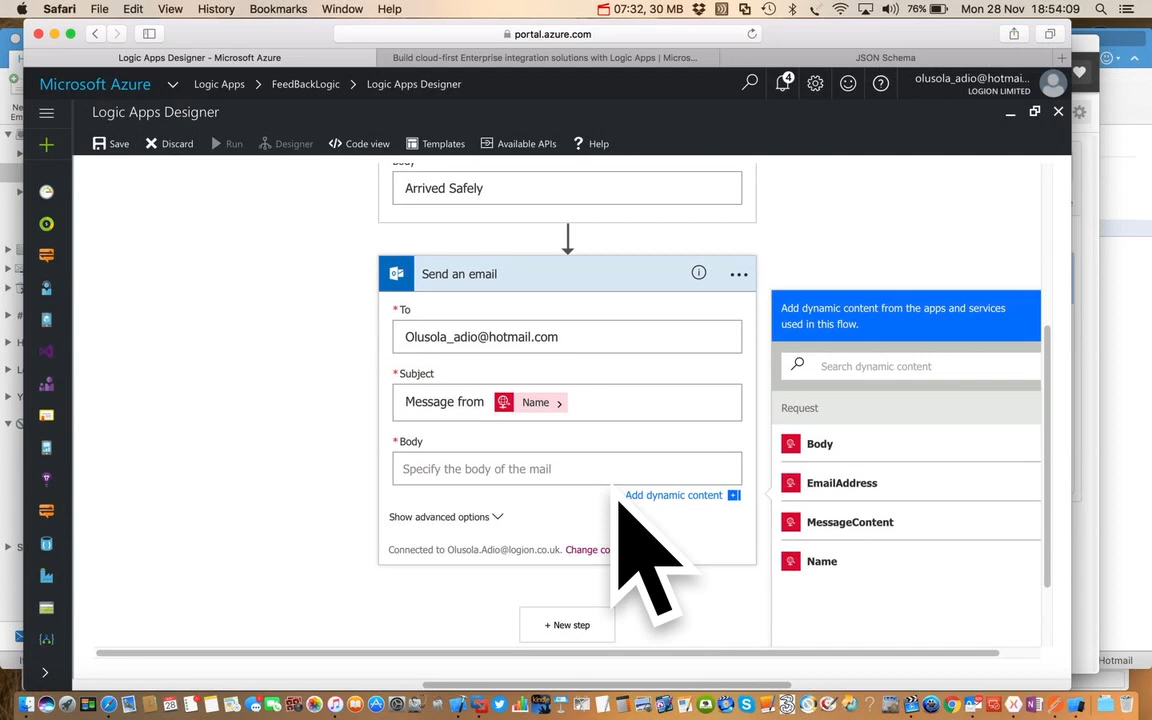 Safari File Edit View History Bookmarks Window Help 07:32, 30 MB 76% Mon 28 Nov 18:54:09
portal.azure.com
Logic Apps Designer - Microsoft Azure
Build cloud-first Enterprise integration solutions with Logic Apps | Micros...
JSON Schema
Microsoft Azure
Logic Apps
FeedBackLogic
Logic Apps Designer
4
olusola_adio@hotmai...
LOGION LIMITED
Logic Apps Designer
Save
Discard
Run
Designer
Code view
Templates
Available APIs
Help
Body
Arrived Safely
Send an email
*To
Olusola_adio@hotmail.com
*Subject
Message from Name
*Body
Specify the body of the mail
Add dynamic content
Show advanced options
Connected to Olusola.Adio@logion.co.uk. Change co
+ New step
Add dynamic content from the apps and services
used in this flow.
Search dynamic content
Request
Body
EmailAddress
MessageContent
Name
Hotmail
28